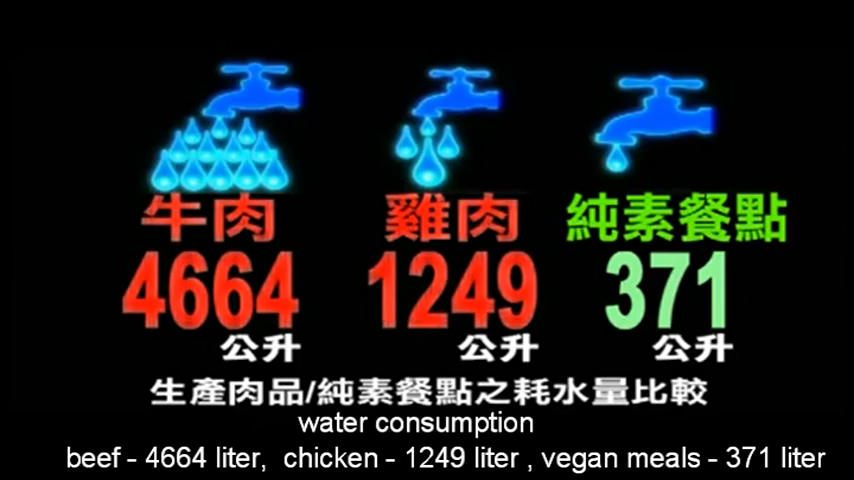 牛肉 雞肉 純素餐點
4664 1249 371
公升 公升 公升
生產肉品/純素餐點之耗水量比較
water consumption
beef - 4664 liter, chicken - 1249 liter , vegan meals - 371 liter